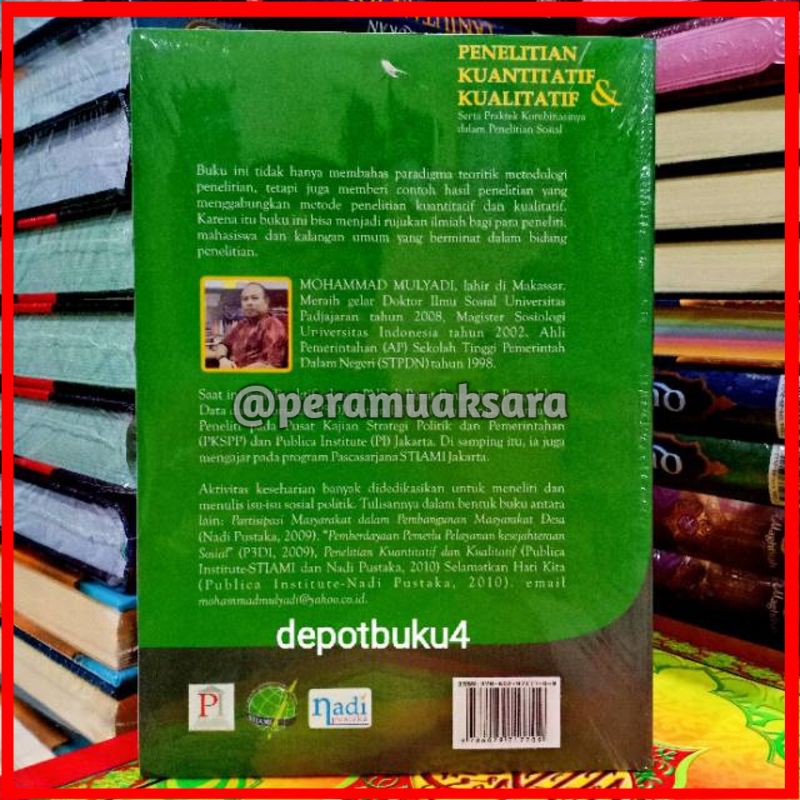 PENELITIAN
KUANTITATIF &
KUALITATIF
Serta Praktek Kombinasinya
dalam Penelitian Sosial
Buku ini tidak hanya membahas paradigma teoritik metodologi
penelitian, tetapi juga memberi contoh hasil penelitian yang
menggabungkan metode penelitian kuantitatif dan kualitatif.
Karena itu buku ini bisa menjadi rujukan ilmiah bagi para peneliti,
mahasiswa dan kalangan umum yang berminat dalam bidang
penelitian.
MOHAMMAD MULYADI, lahir di Makassar.
Meraih gelar Doktor Ilmu Sosial Universitas
Padjajaran tahun 2008, Magister Sosiologi
Universitas Indonesia tahun 2002, Ahli
Pemerintahan (AP) Sekolah Tinggi Pemerintah
Dalam Negeri (STPDN) tahun 1998.
Saat
@peramuaksara
Data
Peneliti pada Pusat Kajian Strategi Politik dan Pemerintahan
(PKSPP) dan Publica Institute (PI) Jakarta. Di samping itu, ia juga
mengajar pada program Pascasarjana STIAMI Jakarta.
Aktivitas keseharian banyak didedikasikan untuk meneliti dan
menulis isu-isu sosial politik. Tulisannya dalam bentuk buku antara
lain: Partisipasi Masyarakat dalam Pembangunan Masyarakat Desa
(Nadi Pustaka, 2009). "Pemberdayaan Pemerlu Pelayanan kesejahteraan
Sosial" (P3DI, 2009), Penelitian Kuantitatif dan Kualitatif (Publica
Institute-STIAMI dan Nadi Pustaka, 2010) Selamatkan Hati Kita
(Publica Institute-Nadi Pustaka, 2010). email
mohammadmulyadi@yahoo.co.id.
depotbuku4
PI
nadi
PUSTAKA